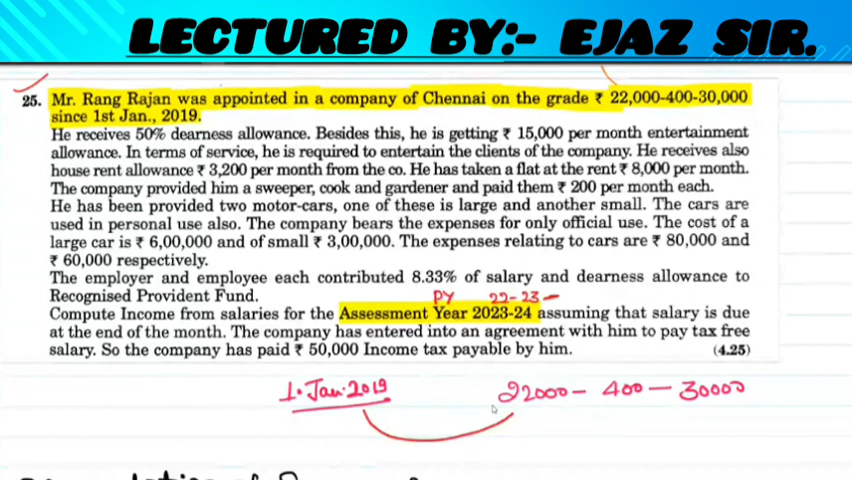 LECTURED BY:- EJAZ SIR.
25. Mr. Rang Rajan was appointed in a company of Chennai on the grade ₹ 22,000-400-30,000
since 1st Jan., 2019.
He receives 50% dearness allowance. Besides this, he is getting ₹ 15,000 per month entertainment
allowance. In terms of service, he is required to entertain the clients of the company. He receives also
house rent allowance ₹ 3,200 per month from the co. He has taken a flat at the rent ₹ 8,000 per month.
The company provided him a sweeper, cook and gardener and paid them ₹ 200 per month each.
He has been provided two motor-cars, one of these is large and another small. The cars are
used in personal use also. The company bears the expenses for only official use. The cost of a
large car is ₹ 6,00,000 and of small ₹ 3,00,000. The expenses relating to cars are ₹ 80,000 and
₹ 60,000 respectively.
The employer and employee each contributed 8.33% of salary and dearness allowance to
Recognised Provident Fund.
PY 22-23-
Compute Income from salaries for the Assessment Year 2023-24 assuming that salary is due
at the end of the month. The company has entered into an agreement with him to pay tax free
salary. So the company has paid ₹ 50,000 Income tax payable by him. (4.25)
1. Jan. 2019 22000 - 400 - 30000